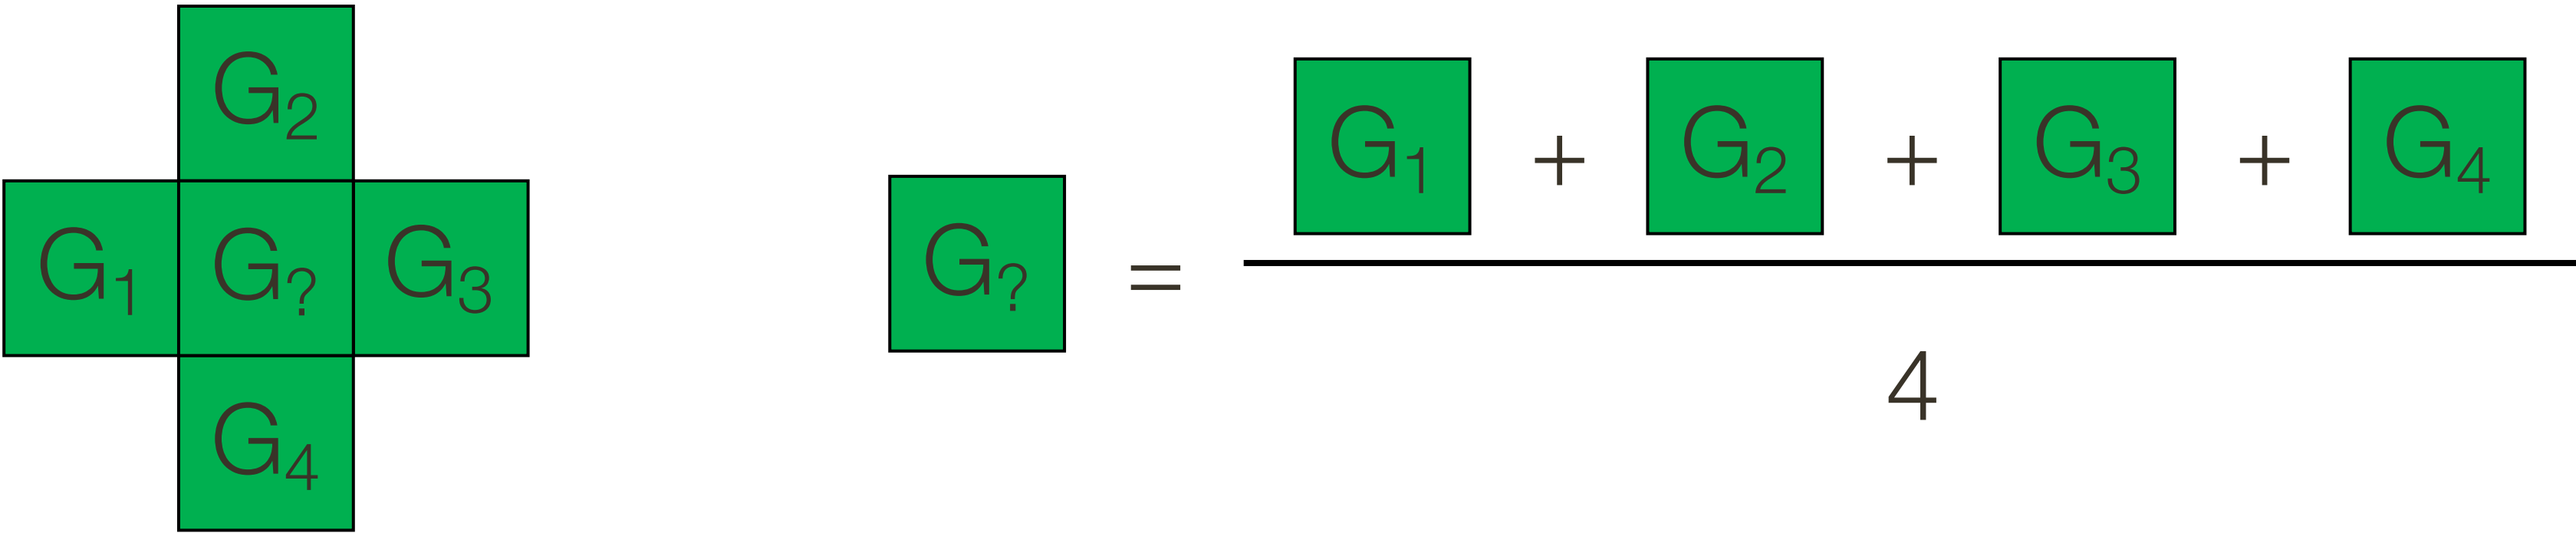 G₂
G₁ G? G₃
G₄
G? = G₁ + G₂ + G₃ + G₄
4